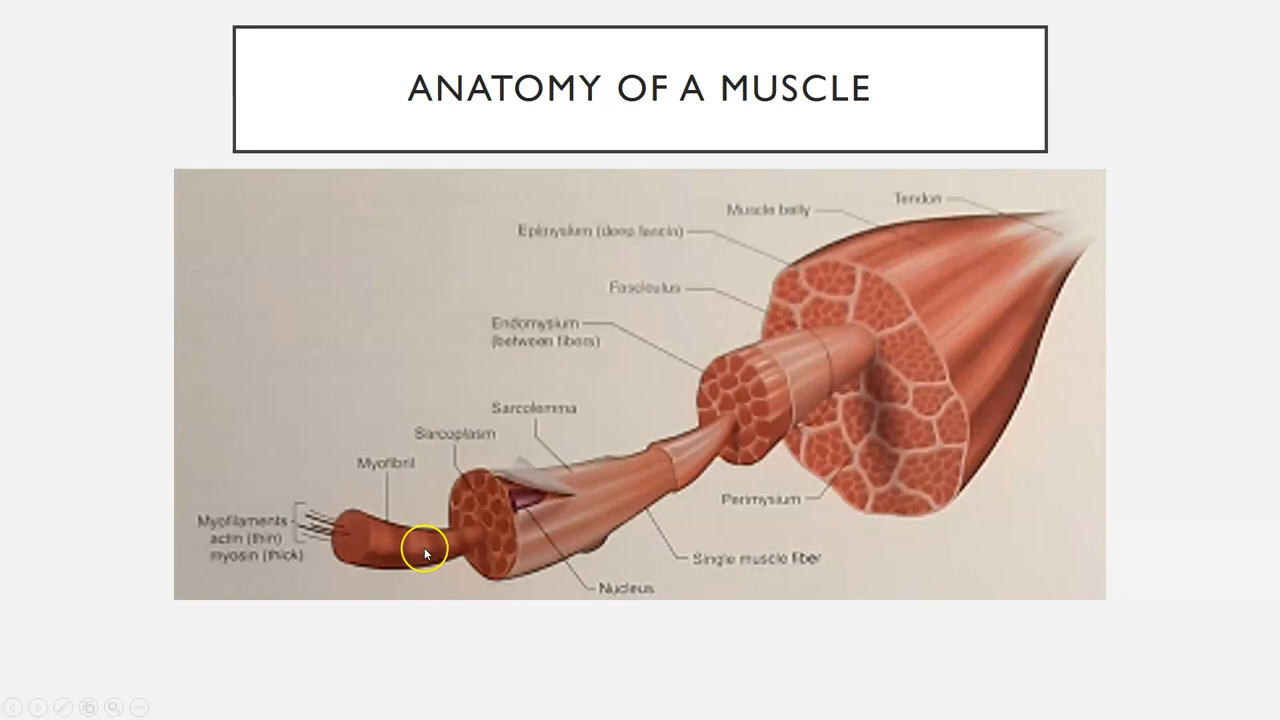 ANATOMY OF A MUSCLE
Tendon
Muscle belly
Epimysium (deep fascia)
Fasciculus
Endomysium
(between fibers)
Sarcolemma
Sarcoplasm
Myofibril
Perimysium
Myofilaments
actin (thin)
myosin (thick)
Single muscle fiber
Nucleus